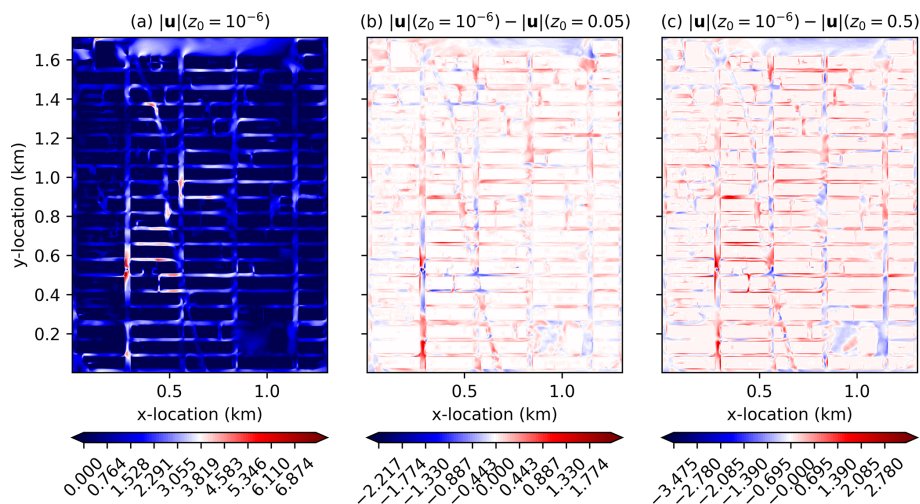 (a) |u|(z₀ = 10⁻⁶)
(b) |u|(z₀ = 10⁻⁶) − |u|(z₀ = 0.05)
(c) |u|(z₀ = 10⁻⁶) − |u|(z₀ = 0.5)
y-location (km)
1.6
1.4
1.2
1.0
0.8
0.6
0.4
0.2
0.5 1.0
0.5 1.0
0.5 1.0
x-location (km)
x-location (km)
x-location (km)
0.000 0.764 1.528 2.291 3.055 3.819 4.583 5.346 6.110 6.874
−2.217 −1.774 −1.330 −0.887 −0.443 0.000 0.443 0.887 1.330 1.774
−3.475 −2.780 −2.085 −1.390 −0.695 −0.000 0.695 1.390 2.085 2.780